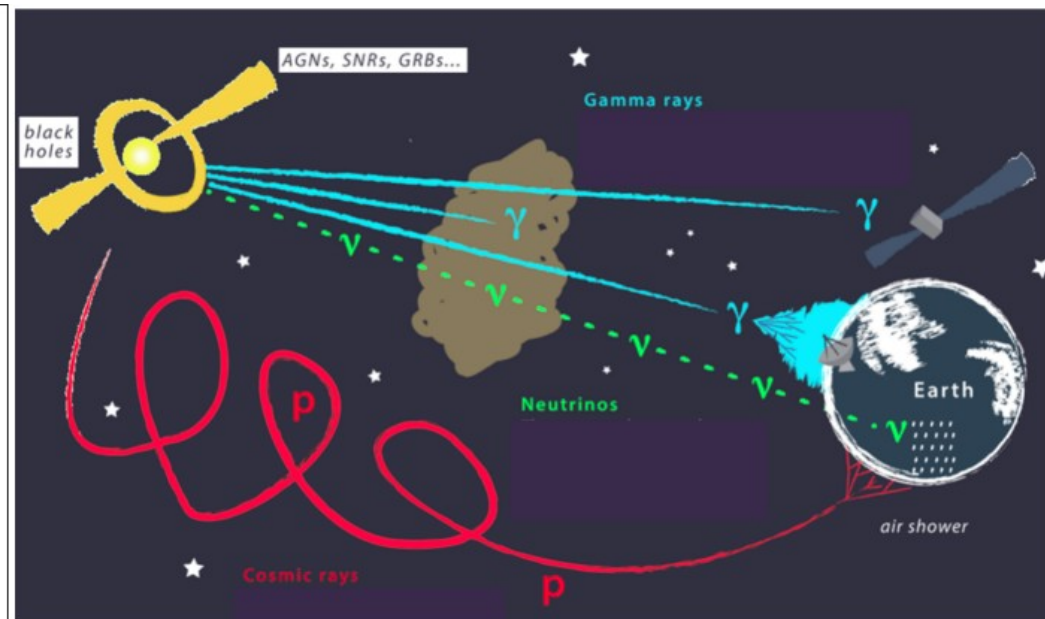 AGNs, SNRs, GRBs...
black
holes
Gamma rays
γ
γ
γ
ν
ν
ν
ν
ν
Earth
p
Neutrinos
air shower
Cosmic rays
p